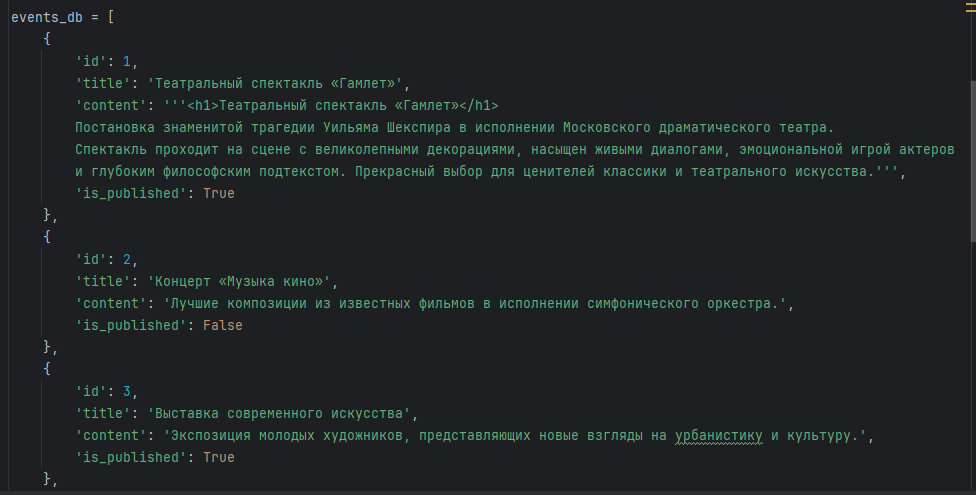 events_db = [
    {
        'id': 1,
        'title': 'Театральный спектакль «Гамлет»',
        'content': '''<h1>Театральный спектакль «Гамлет»</h1>
        Постановка знаменитой трагедии Уильяма Шекспира в исполнении Московского драматического театра.
        Спектакль проходит на сцене с великолепными декорациями, насыщен живыми диалогами, эмоциональной игрой актеров
        и глубоким философским подтекстом. Прекрасный выбор для ценителей классики и театрального искусства.''',
        'is_published': True
    },
    {
        'id': 2,
        'title': 'Концерт «Музыка кино»',
        'content': 'Лучшие композиции из известных фильмов в исполнении симфонического оркестра.',
        'is_published': False
    },
    {
        'id': 3,
        'title': 'Выставка современного искусства',
        'content': 'Экспозиция молодых художников, представляющих новые взгляды на урбанистику и культуру.',
        'is_published': True
    },